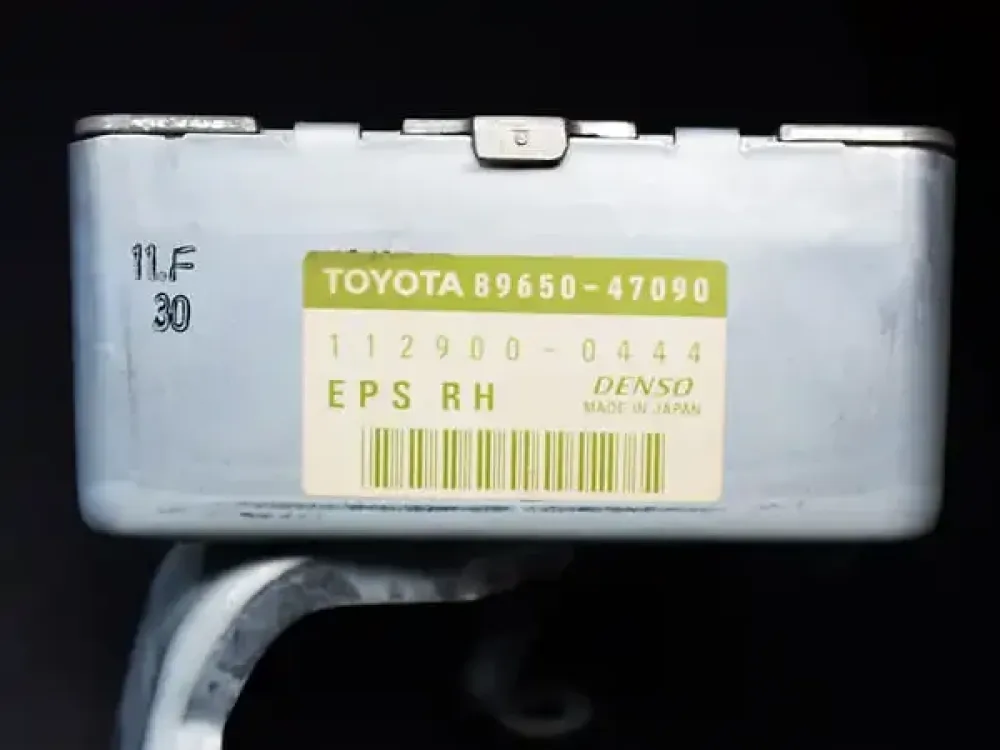 11.F
30
TOYOTA 89650-47090
112900-0444
EPS RH
DENSO
MADE IN JAPAN